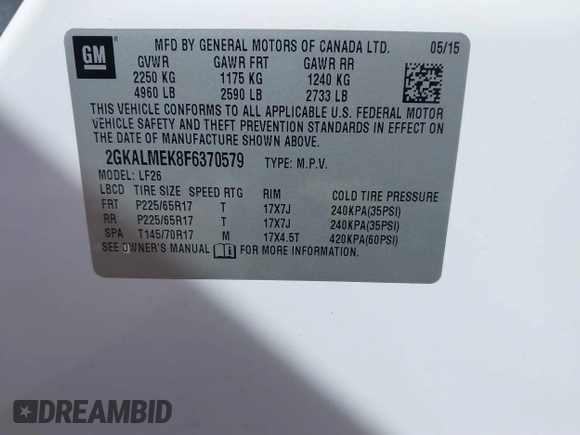 GM
MFD BY GENERAL MOTORS OF CANADA LTD. 05/15
GVWR GAWR FRT GAWR RR
2250 KG 1175 KG 1240 KG
4960 LB 2590 LB 2733 LB
THIS VEHICLE CONFORMS TO ALL APPLICABLE U.S. FEDERAL MOTOR
VEHICLE SAFETY AND THEFT PREVENTION STANDARDS IN EFFECT ON
THE DATE OF MANUFACTURE SHOWN ABOVE.
2GKALMEK8F6370579 TYPE: M.P.V.
MODEL: LF26
LBCD TIRE SIZE SPEED RTG RIM COLD TIRE PRESSURE
FRT P225/65R17 T 17X7J 240KPA(35PSI)
RR P225/65R17 T 17X7J 240KPA(35PSI)
SPA T145/70R17 M 17X4.5T 420KPA(60PSI)
SEE OWNER'S MANUAL FOR MORE INFORMATION.
DREAMBID